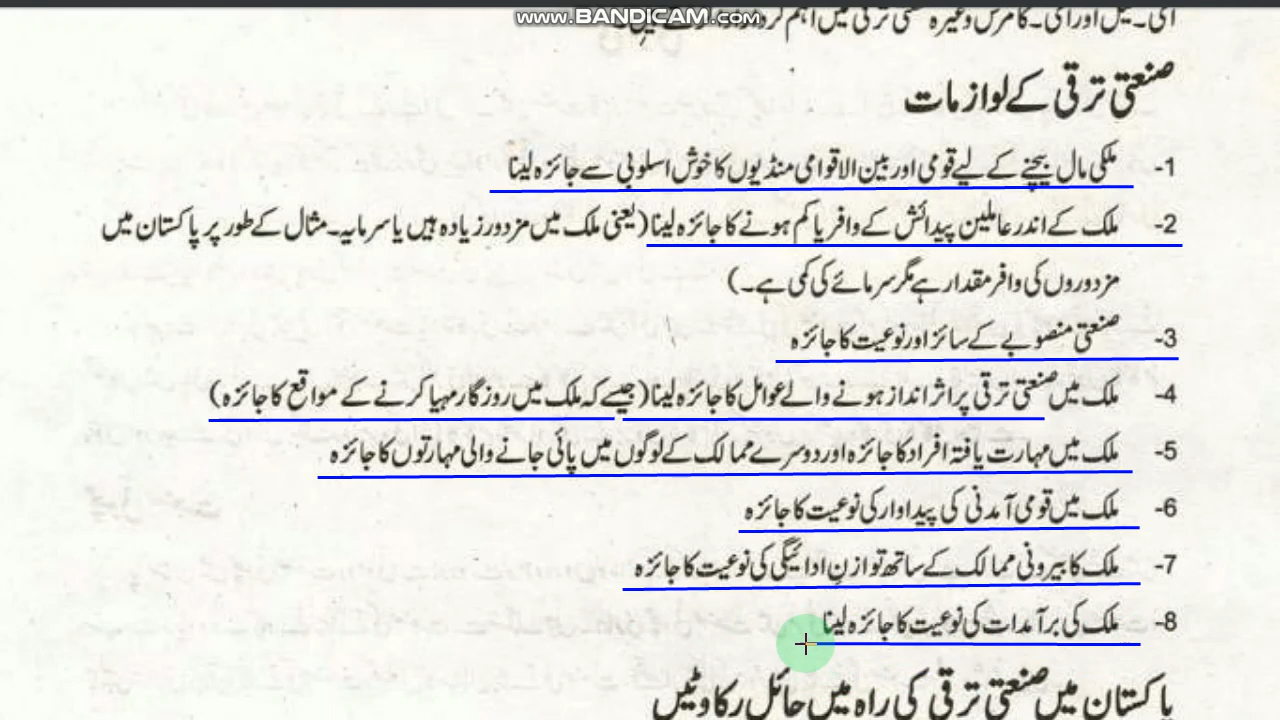 www.BANDICAM.com
صنعتی ترقی کے لوازمات
1- ملکی مال بیچنے کے لیے قومی اور بین الاقوامی منڈیوں کا خوش اسلوبی سے جائزہ لینا
2- ملک کے اندر عاملین پیدائش کے وافر یا کم ہونے کا جائزہ لینا (یعنی ملک میں مزدور زیادہ ہیں یا سرمایہ۔ مثال کے طور پر پاکستان میں
مزدوروں کی وافر مقدار ہے مگر سرمائے کی کمی ہے۔)
3- صنعتی منصوبے کے سائز اور نوعیت کا جائزہ
4- ملک میں صنعتی ترقی پر اثر انداز ہونے والے عوامل کا جائزہ لینا (جیسے کہ ملک میں روزگار مہیا کرنے کے مواقع کا جائزہ)
5- ملک میں مہارت یافتہ افراد کا جائزہ اور دوسرے ممالک کے لوگوں میں پائی جانے والی مہارتوں کا جائزہ
6- ملک میں قومی آمدنی کی پیداوار کی نوعیت کا جائزہ
7- ملک کا بیرونی ممالک کے ساتھ توازن ادائیگی کی نوعیت کا جائزہ
8- ملک کی برآمدات کی نوعیت کا جائزہ لینا
پاکستان میں صنعتی ترقی کی راہ میں حائل رکاوٹیں